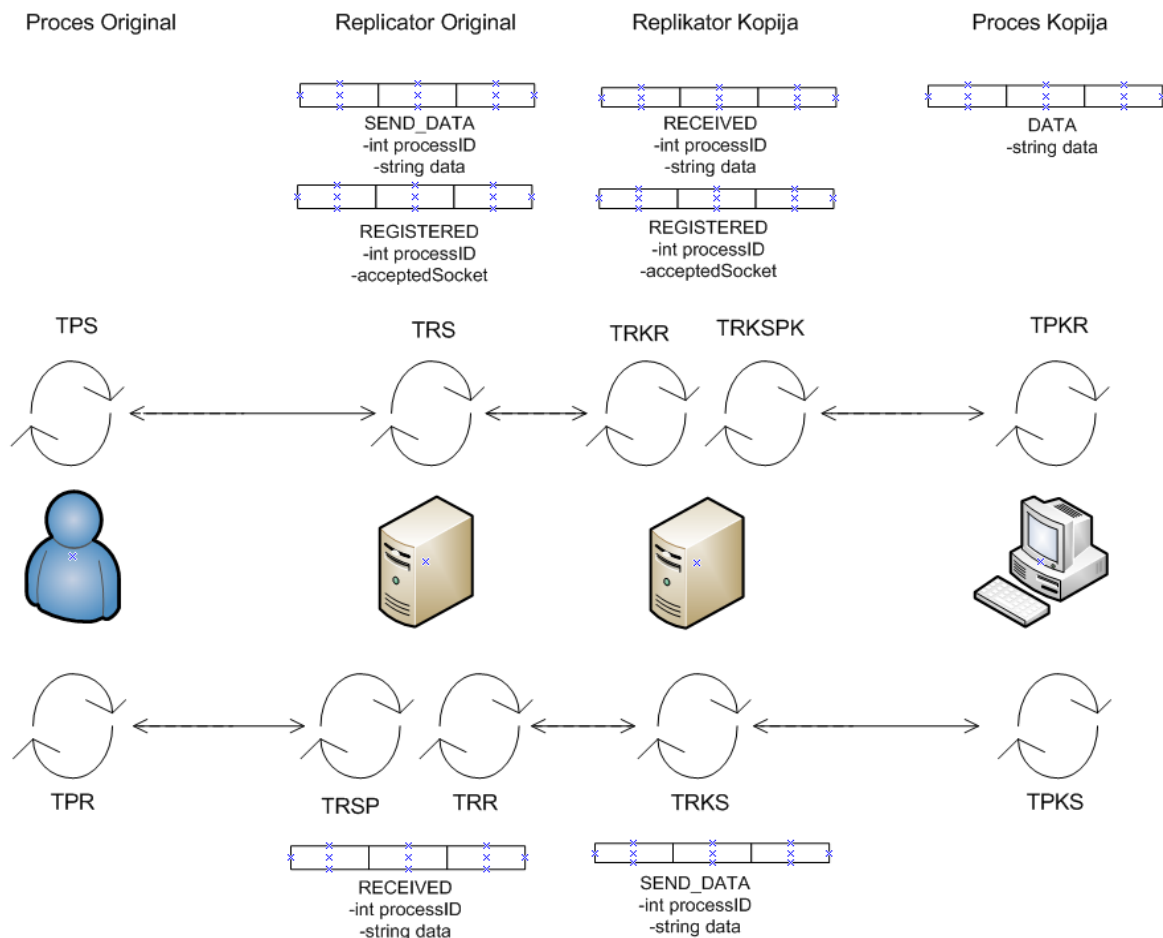 Proces Original
Replicator Original
Replikator Kopija
Proces Kopija
SEND_DATA
-int processID
-string data
RECEIVED
-int processID
-string data
DATA
-string data
REGISTERED
-int processID
-acceptedSocket
REGISTERED
-int processID
-acceptedSocket
TPS
TRS
TRKR
TRKSPK
TPKR
TPR
TRSP
TRR
TRKS
TPKS
RECEIVED
-int processID
-string data
SEND_DATA
-int processID
-string data